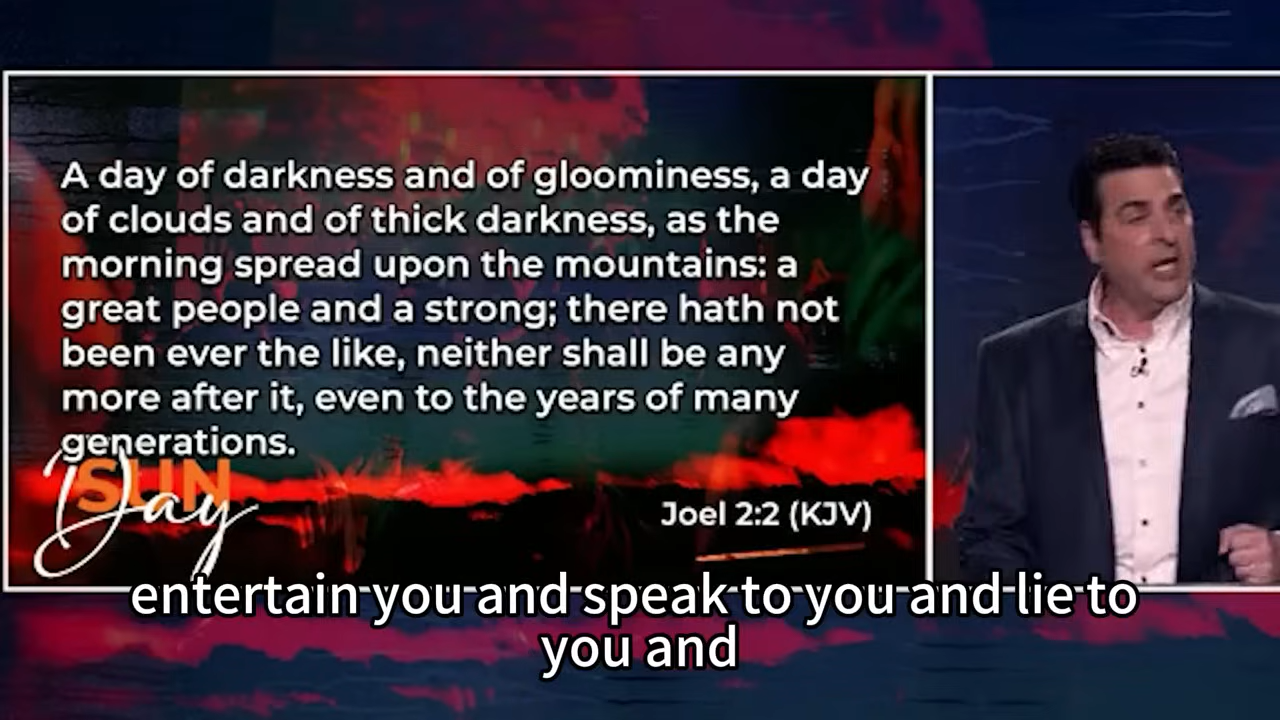 A day of darkness and of gloominess, a day
of clouds and of thick darkness, as the
morning spread upon the mountains: a
great people and a strong; there hath not
been ever the like, neither shall be any
more after it, even to the years of many
generations.
SUN
Day
Joel 2:2 (KJV)
entertain you and speak to you and lie to
you and